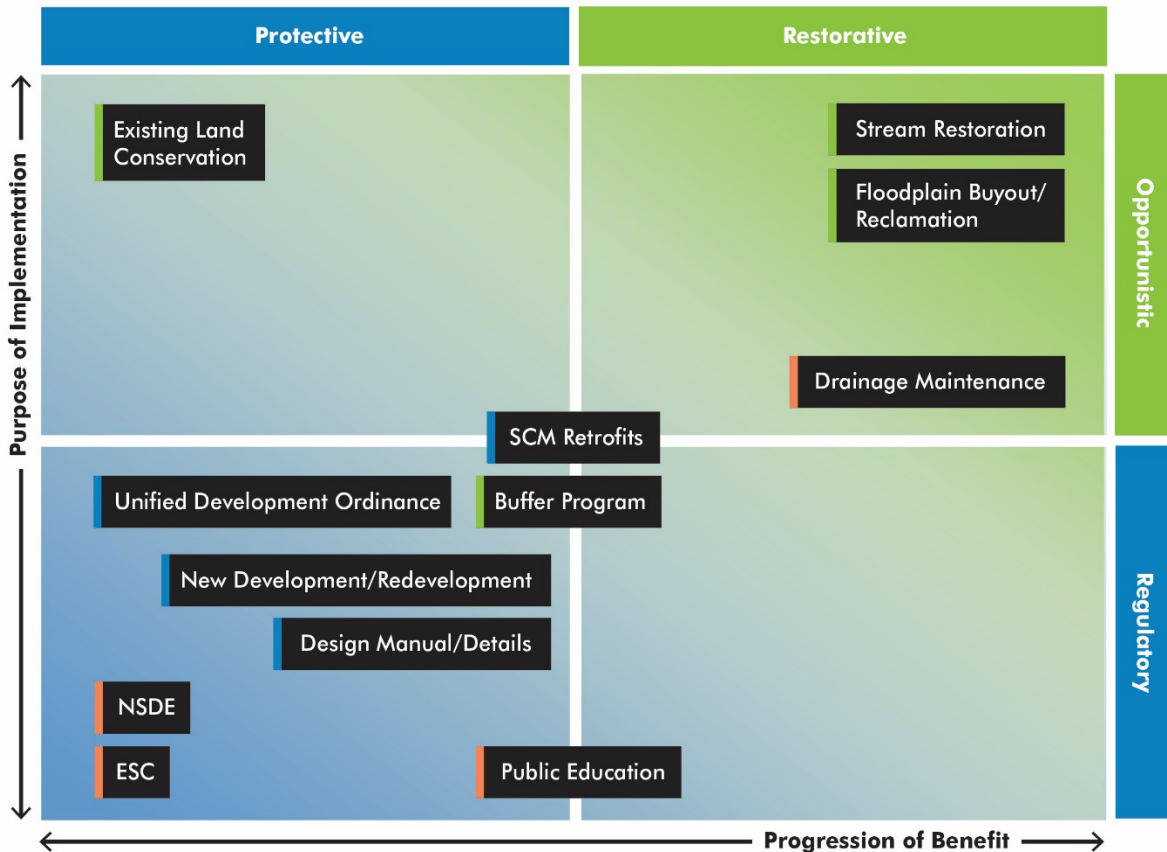 Protective
Restorative
Purpose of Implementation
Opportunistic
Regulatory
Existing Land
Conservation
Stream Restoration
Floodplain Buyout/
Reclamation
Drainage Maintenance
SCM Retrofits
Unified Development Ordinance
Buffer Program
New Development/Redevelopment
Design Manual/Details
NSDE
ESC
Public Education
Progression of Benefit